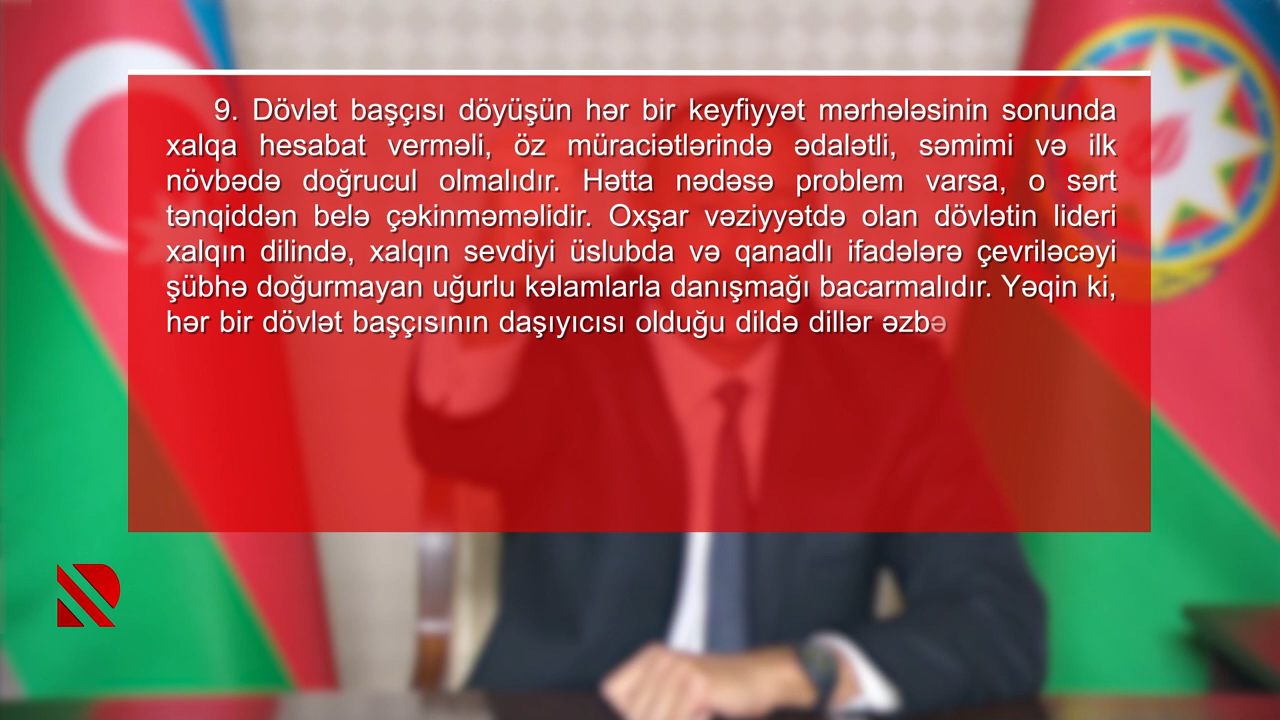 9. Dövlət başçısı döyüşün hər bir keyfiyyət mərhələsinin sonunda
xalqa hesabat verməli, öz müraciətlərində ədalətli, səmimi və ilk
növbədə doğrucul olmalıdır. Hətta nədəsə problem varsa, o sərt
tənqiddən belə çəkinməməlidir. Oxşar vəziyyətdə olan dövlətin lideri
xalqın dilində, xalqın sevdiyi üslubda və qanadlı ifadələrə çevriləcəyi
şübhə doğurmayan uğurlu kəlamlarla danışmağı bacarmalıdır. Yəqin ki,
hər bir dövlət başçısının daşıyıcısı olduğu dildə dillər əzbə